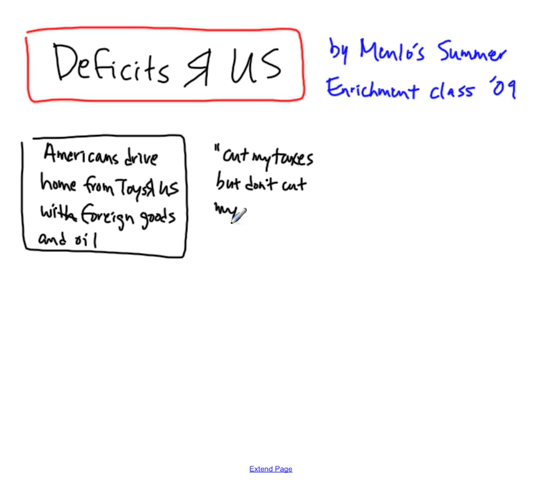 Deficits Я US
by Menlo's Summer
Enrichment class '09
Americans drive
home from ToysЯUS
with foreign goods
and oil
"cut my taxes
but don't cut
my
Extend Page